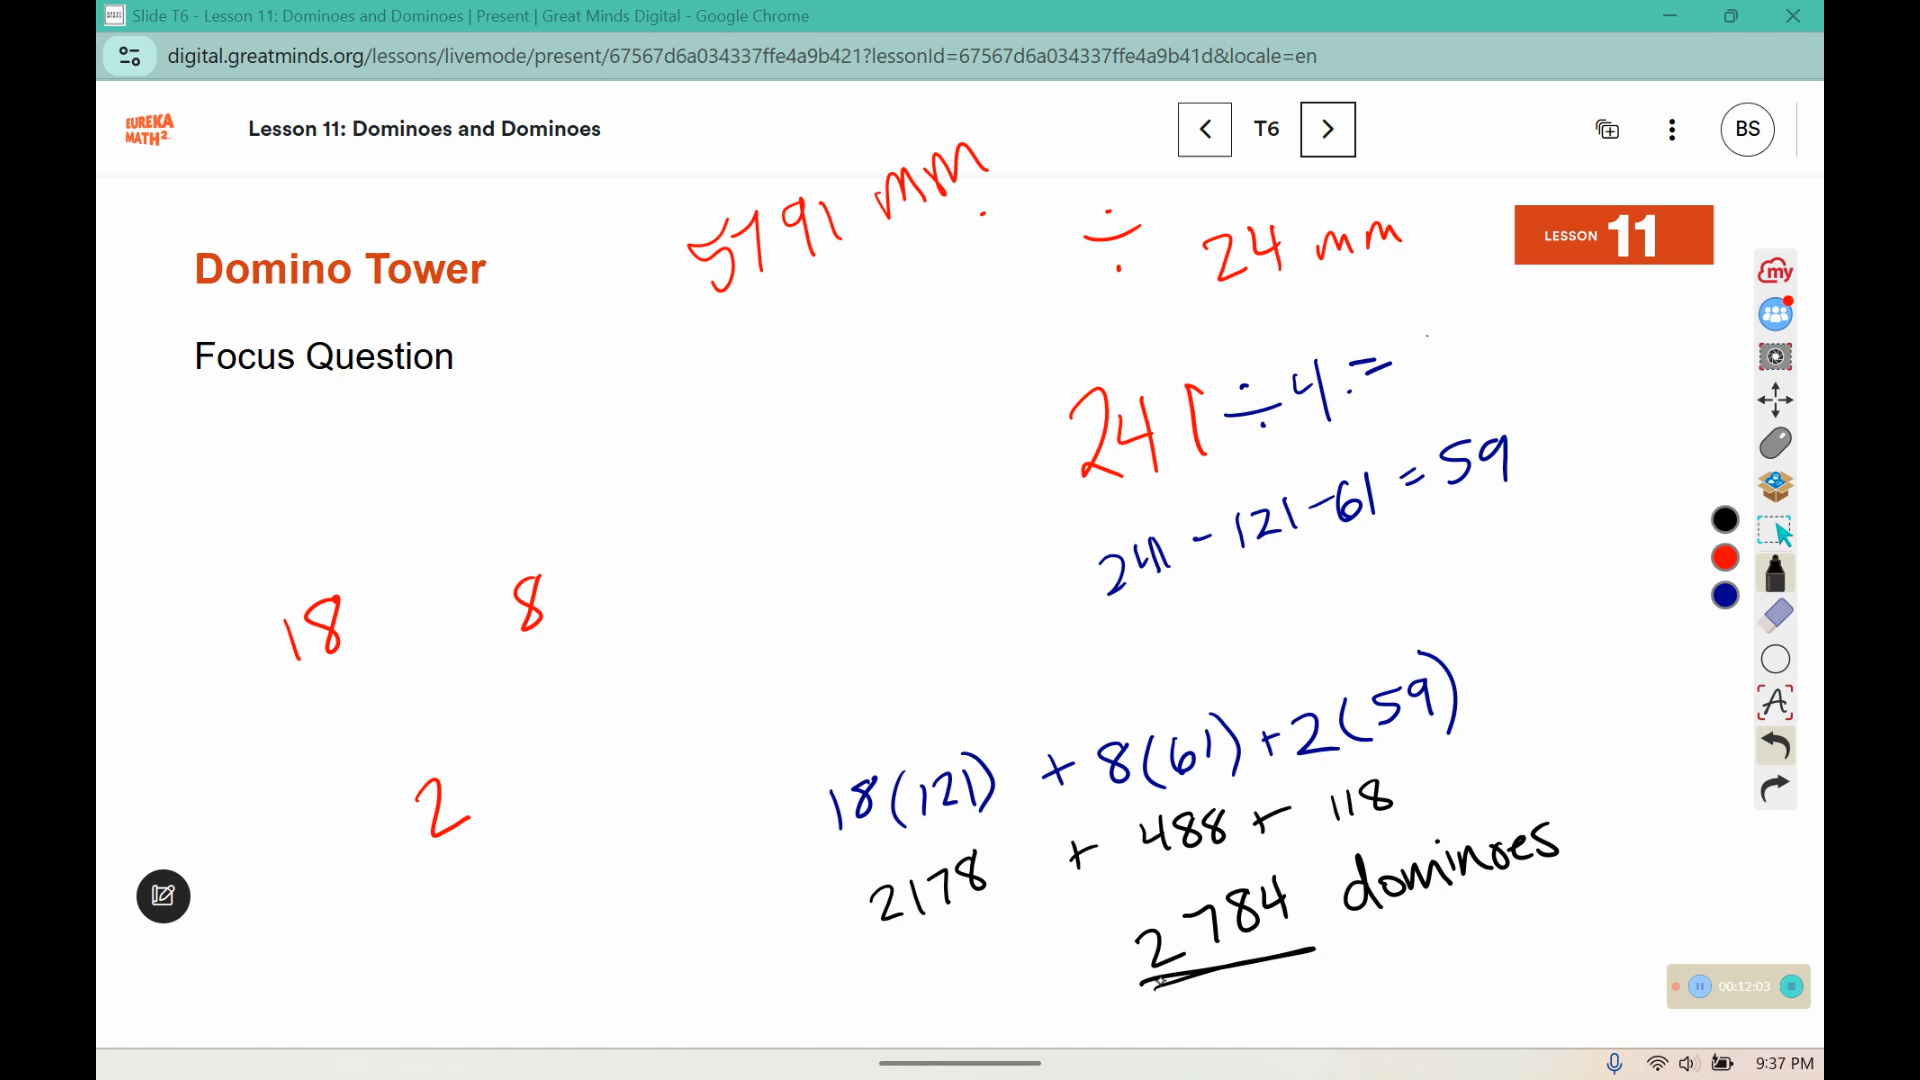 Slide T6 - Lesson 11: Dominoes and Dominoes | Present | Great Minds Digital - Google Chrome
digital.greatminds.org/lessons/livemode/present/67567d6a034337ffe4a9b421?lessonId=67567d6a034337ffe4a9b41d&locale=en
EUREKA
MATH²
Lesson 11: Dominoes and Dominoes
T6
BS
5791 mm ÷ 24 mm
LESSON 11
Domino Tower
my
Focus Question
241 ÷ 4 =
241 - 121 - 61 = 59
18 8
2
18(121) + 8(61) + 2(59)
2178 + 488 + 118
2784 dominoes
A
00:12:03
9:37 PM